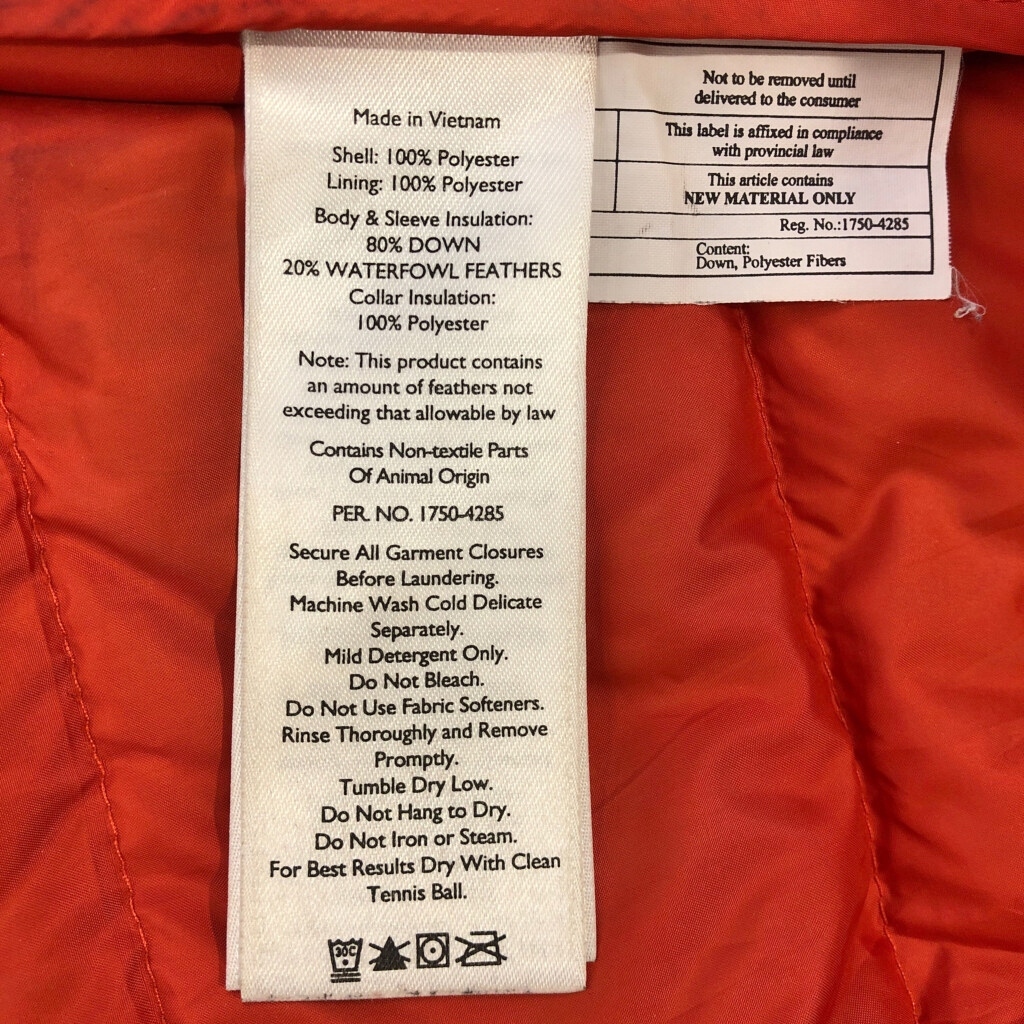 Made in Vietnam
Shell: 100% Polyester
Lining: 100% Polyester
Body & Sleeve Insulation:
80% DOWN
20% WATERFOWL FEATHERS
Collar Insulation:
100% Polyester
Note: This product contains
an amount of feathers not
exceeding that allowable by law
Contains Non-textile Parts
Of Animal Origin
PER. NO. 1750-4285
Secure All Garment Closures
Before Laundering.
Machine Wash Cold Delicate
Separately.
Mild Detergent Only.
Do Not Bleach.
Do Not Use Fabric Softeners.
Rinse Thoroughly and Remove
Promptly.
Tumble Dry Low.
Do Not Hang to Dry.
Do Not Iron or Steam.
For Best Results Dry With Clean
Tennis Ball.
30C
Not to be removed until
delivered to the consumer
This label is affixed in compliance
with provincial law
This article contains
NEW MATERIAL ONLY
Reg. No.:1750-4285
Content:
Down, Polyester Fibers